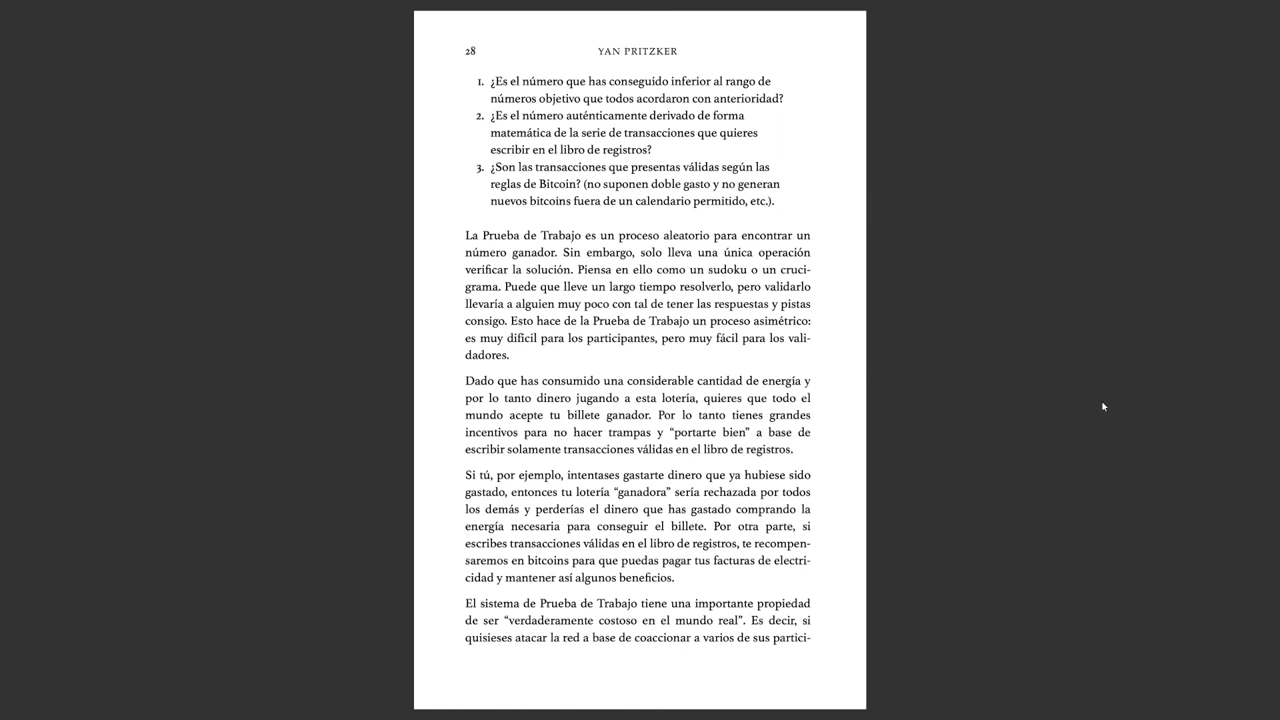 28 YAN PRITZKER
1. ¿Es el número que has conseguido inferior al rango de
números objetivo que todos acordaron con anterioridad?
2. ¿Es el número auténticamente derivado de forma
matemática de la serie de transacciones que quieres
escribir en el libro de registros?
3. ¿Son las transacciones que presentas válidas según las
reglas de Bitcoin? (no suponen doble gasto y no generan
nuevos bitcoins fuera de un calendario permitido, etc.).
La Prueba de Trabajo es un proceso aleatorio para encontrar un
número ganador. Sin embargo, solo lleva una única operación
verificar la solución. Piensa en ello como un sudoku o un cruci-
grama. Puede que lleve un largo tiempo resolverlo, pero validarlo
llevaría a alguien muy poco con tal de tener las respuestas y pistas
consigo. Esto hace de la Prueba de Trabajo un proceso asimétrico:
es muy difícil para los participantes, pero muy fácil para los vali-
dadores.
Dado que has consumido una considerable cantidad de energía y
por lo tanto dinero jugando a esta lotería, quieres que todo el
mundo acepte tu billete ganador. Por lo tanto tienes grandes
incentivos para no hacer trampas y “portarte bien” a base de
escribir solamente transacciones válidas en el libro de registros.
Si tú, por ejemplo, intentases gastarte dinero que ya hubiese sido
gastado, entonces tu lotería “ganadora” sería rechazada por todos
los demás y perderías el dinero que has gastado comprando la
energía necesaria para conseguir el billete. Por otra parte, si
escribes transacciones válidas en el libro de registros, te recompen-
saremos en bitcoins para que puedas pagar tus facturas de electri-
cidad y mantener así algunos beneficios.
El sistema de Prueba de Trabajo tiene una importante propiedad
de ser “verdaderamente costoso en el mundo real”. Es decir, si
quisieses atacar la red a base de coaccionar a varios de sus partici-